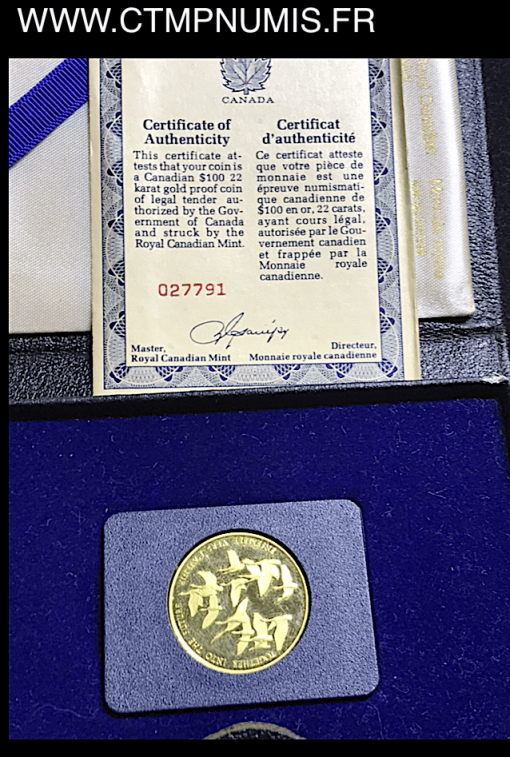 WWW.CTMPNUMIS.FR
CANADA
Certificate of
Authenticity
This certificate at-
tests that your coin is
a Canadian $100 22
karat gold proof coin
of legal tender au-
thorized by the Gov-
ernment of Canada
and struck by the
Royal Canadian Mint.
Certificat
d'authenticité
Ce certificat atteste
que votre pièce de
monnaie est une
épreuve numismati-
que canadienne de
$100 en or, 22 carats,
ayant cours légal,
autorisée par le Gou-
vernement canadien
et frappée par la
Monnaie royale
canadienne.
027791
Master,
Royal Canadian Mint
Directeur,
Monnaie royale canadienne
TOGETHER INTO THE FUTURE